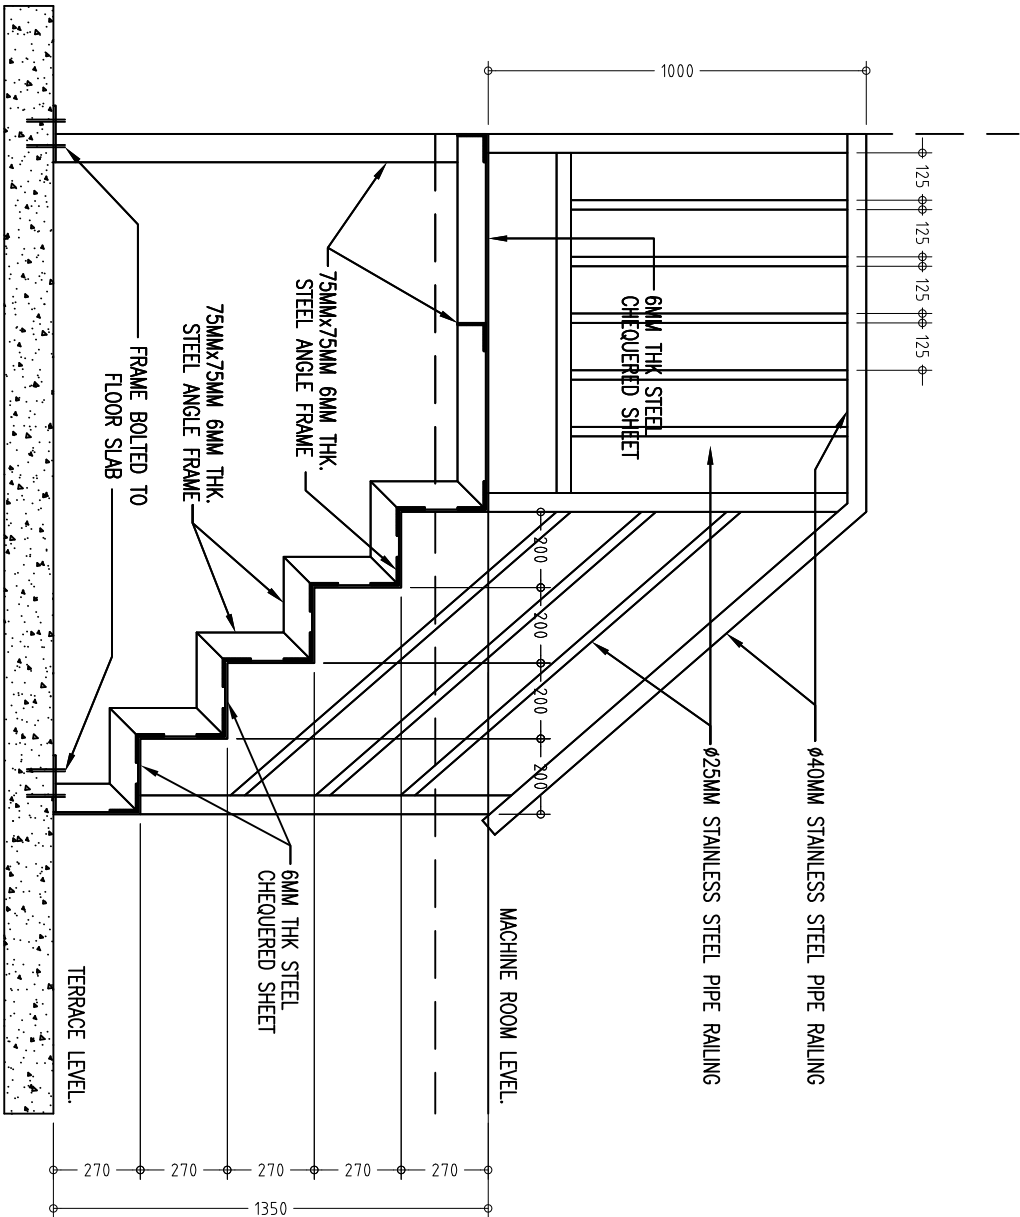 1000
125
125
125
125
6MM THK STEEL
CHEQUERED SHEET
75MMx75MM 6MM THK.
STEEL ANGLE FRAME
75MMx75MM 6MM THK.
STEEL ANGLE FRAME
FRAME BOLTED TO
FLOOR SLAB
200
200
200
200
Ø40MM STAINLESS STEEL PIPE RAILING
Ø25MM STAINLESS STEEL PIPE RAILING
6MM THK STEEL
CHEQUERED SHEET
MACHINE ROOM LEVEL.
TERRACE LEVEL.
270
270
270
270
270
1350